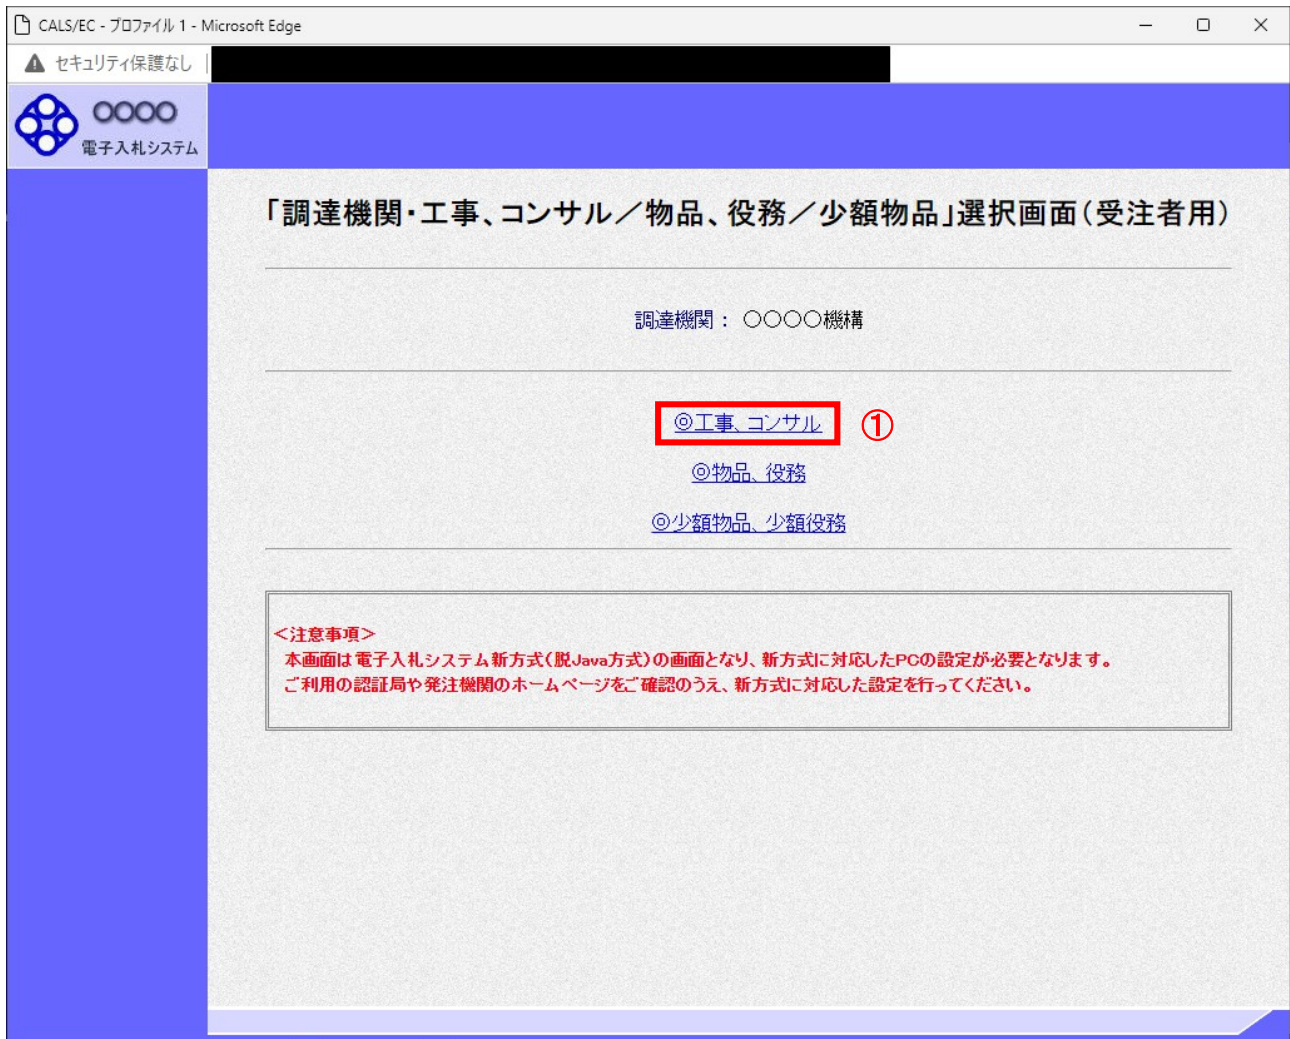 CALS/EC - プロファイル 1 - Microsoft Edge
セキュリティ保護なし
○○○○
電子入札システム
「調達機関・工事、コンサル／物品、役務／少額物品」選択画面（受注者用）
調達機関： ○○○○機構
◎工事、コンサル ①
◎物品、役務
◎少額物品、少額役務
＜注意事項＞
本画面は電子入札システム新方式（脱Java方式）の画面となり、新方式に対応したPCの設定が必要となります。
ご利用の認証局や発注機関のホームページをご確認のうえ、新方式に対応した設定を行ってください。